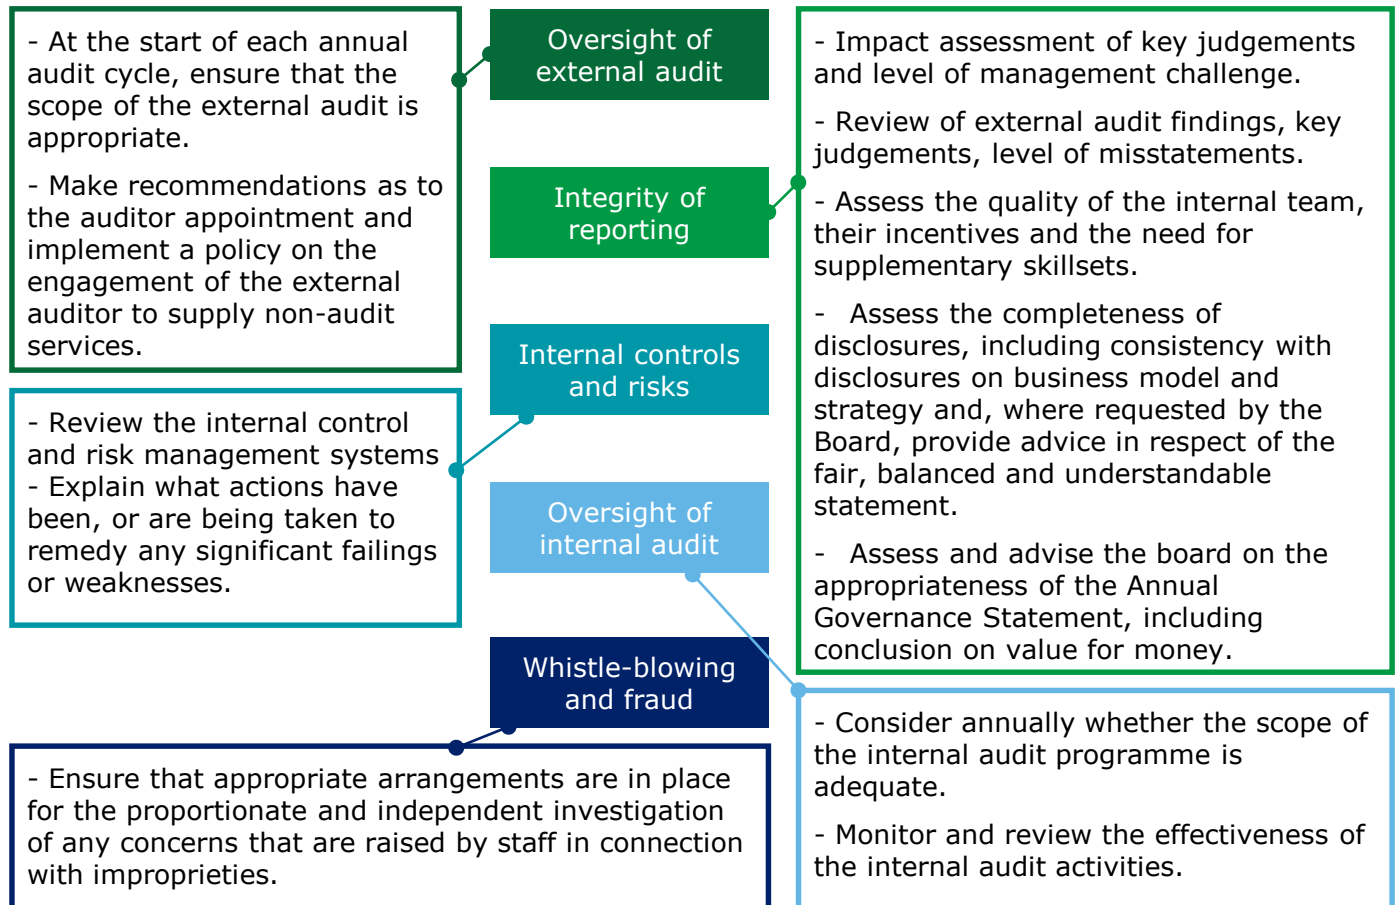 - At the start of each annual
audit cycle, ensure that the
scope of the external audit is
appropriate.
- Make recommendations as to
the auditor appointment and
implement a policy on the
engagement of the external
auditor to supply non-audit
services.
- Review the internal control
and risk management systems
- Explain what actions have
been, or are being taken to
remedy any significant failings
or weaknesses.
Oversight of
external audit
Integrity of
reporting
Internal controls
and risks
Oversight of
internal audit
Whistle-blowing
and fraud
- Ensure that appropriate arrangements are in place
for the proportionate and independent investigation
of any concerns that are raised by staff in connection
with improprieties.
- Impact assessment of key judgements
and level of management challenge.
- Review of external audit findings, key
judgements, level of misstatements.
- Assess the quality of the internal team,
their incentives and the need for
supplementary skillsets.
- Assess the completeness of
disclosures, including consistency with
disclosures on business model and
strategy and, where requested by the
Board, provide advice in respect of the
fair, balanced and understandable
statement.
- Assess and advise the board on the
appropriateness of the Annual
Governance Statement, including
conclusion on value for money.
- Consider annually whether the scope of
the internal audit programme is
adequate.
- Monitor and review the effectiveness of
the internal audit activities.